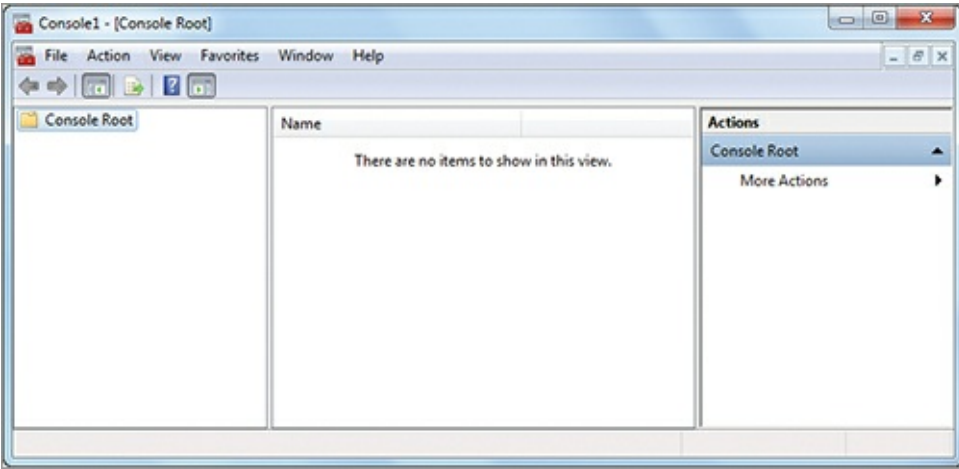 Console1 - [Console Root]
File Action View Favorites Window Help
Console Root
Name
There are no items to show in this view.
Actions
Console Root
More Actions